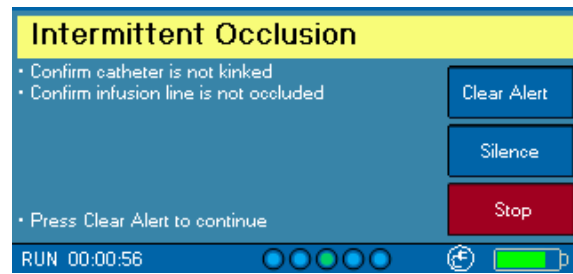 Intermittent Occlusion
• Confirm catheter is not kinked
• Confirm infusion line is not occluded
Clear Alert
Silence
Stop
• Press Clear Alert to continue
RUN 00:00:56